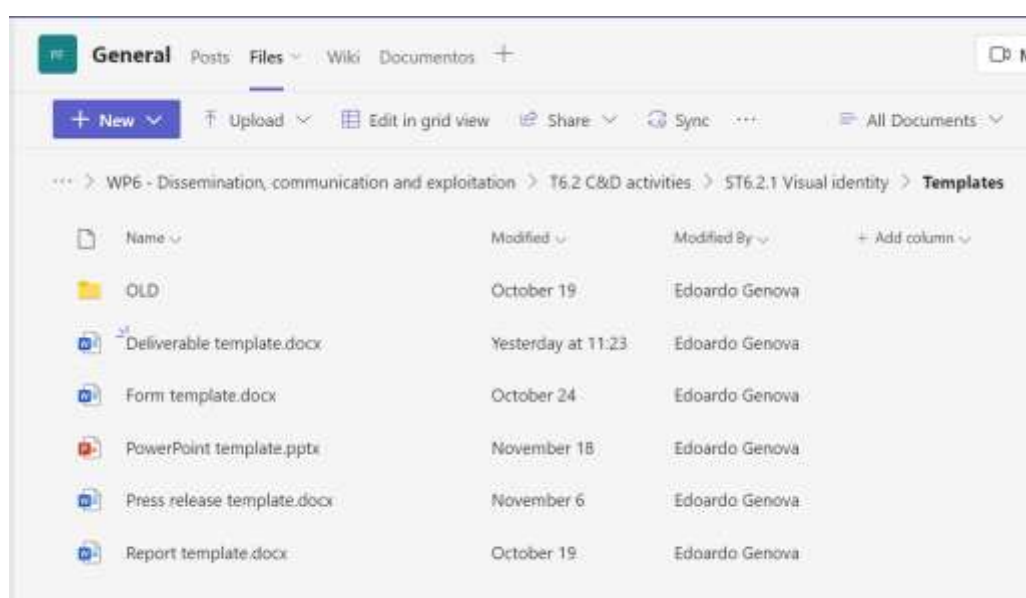 General Posts Files Wiki Documentos
New Upload Edit in grid view Share Sync ... All Documents
... > WP6 - Dissemination, communication and exploitation > T6.2 C&D activities > ST6.2.1 Visual identity > Templates
Name Modified Modified By + Add column
OLD October 19 Edoardo Genova
Deliverable template.docx Yesterday at 11:23 Edoardo Genova
Form template.docx October 24 Edoardo Genova
PowerPoint template.pptx November 18 Edoardo Genova
Press release template.docx November 6 Edoardo Genova
Report template.docx October 19 Edoardo Genova